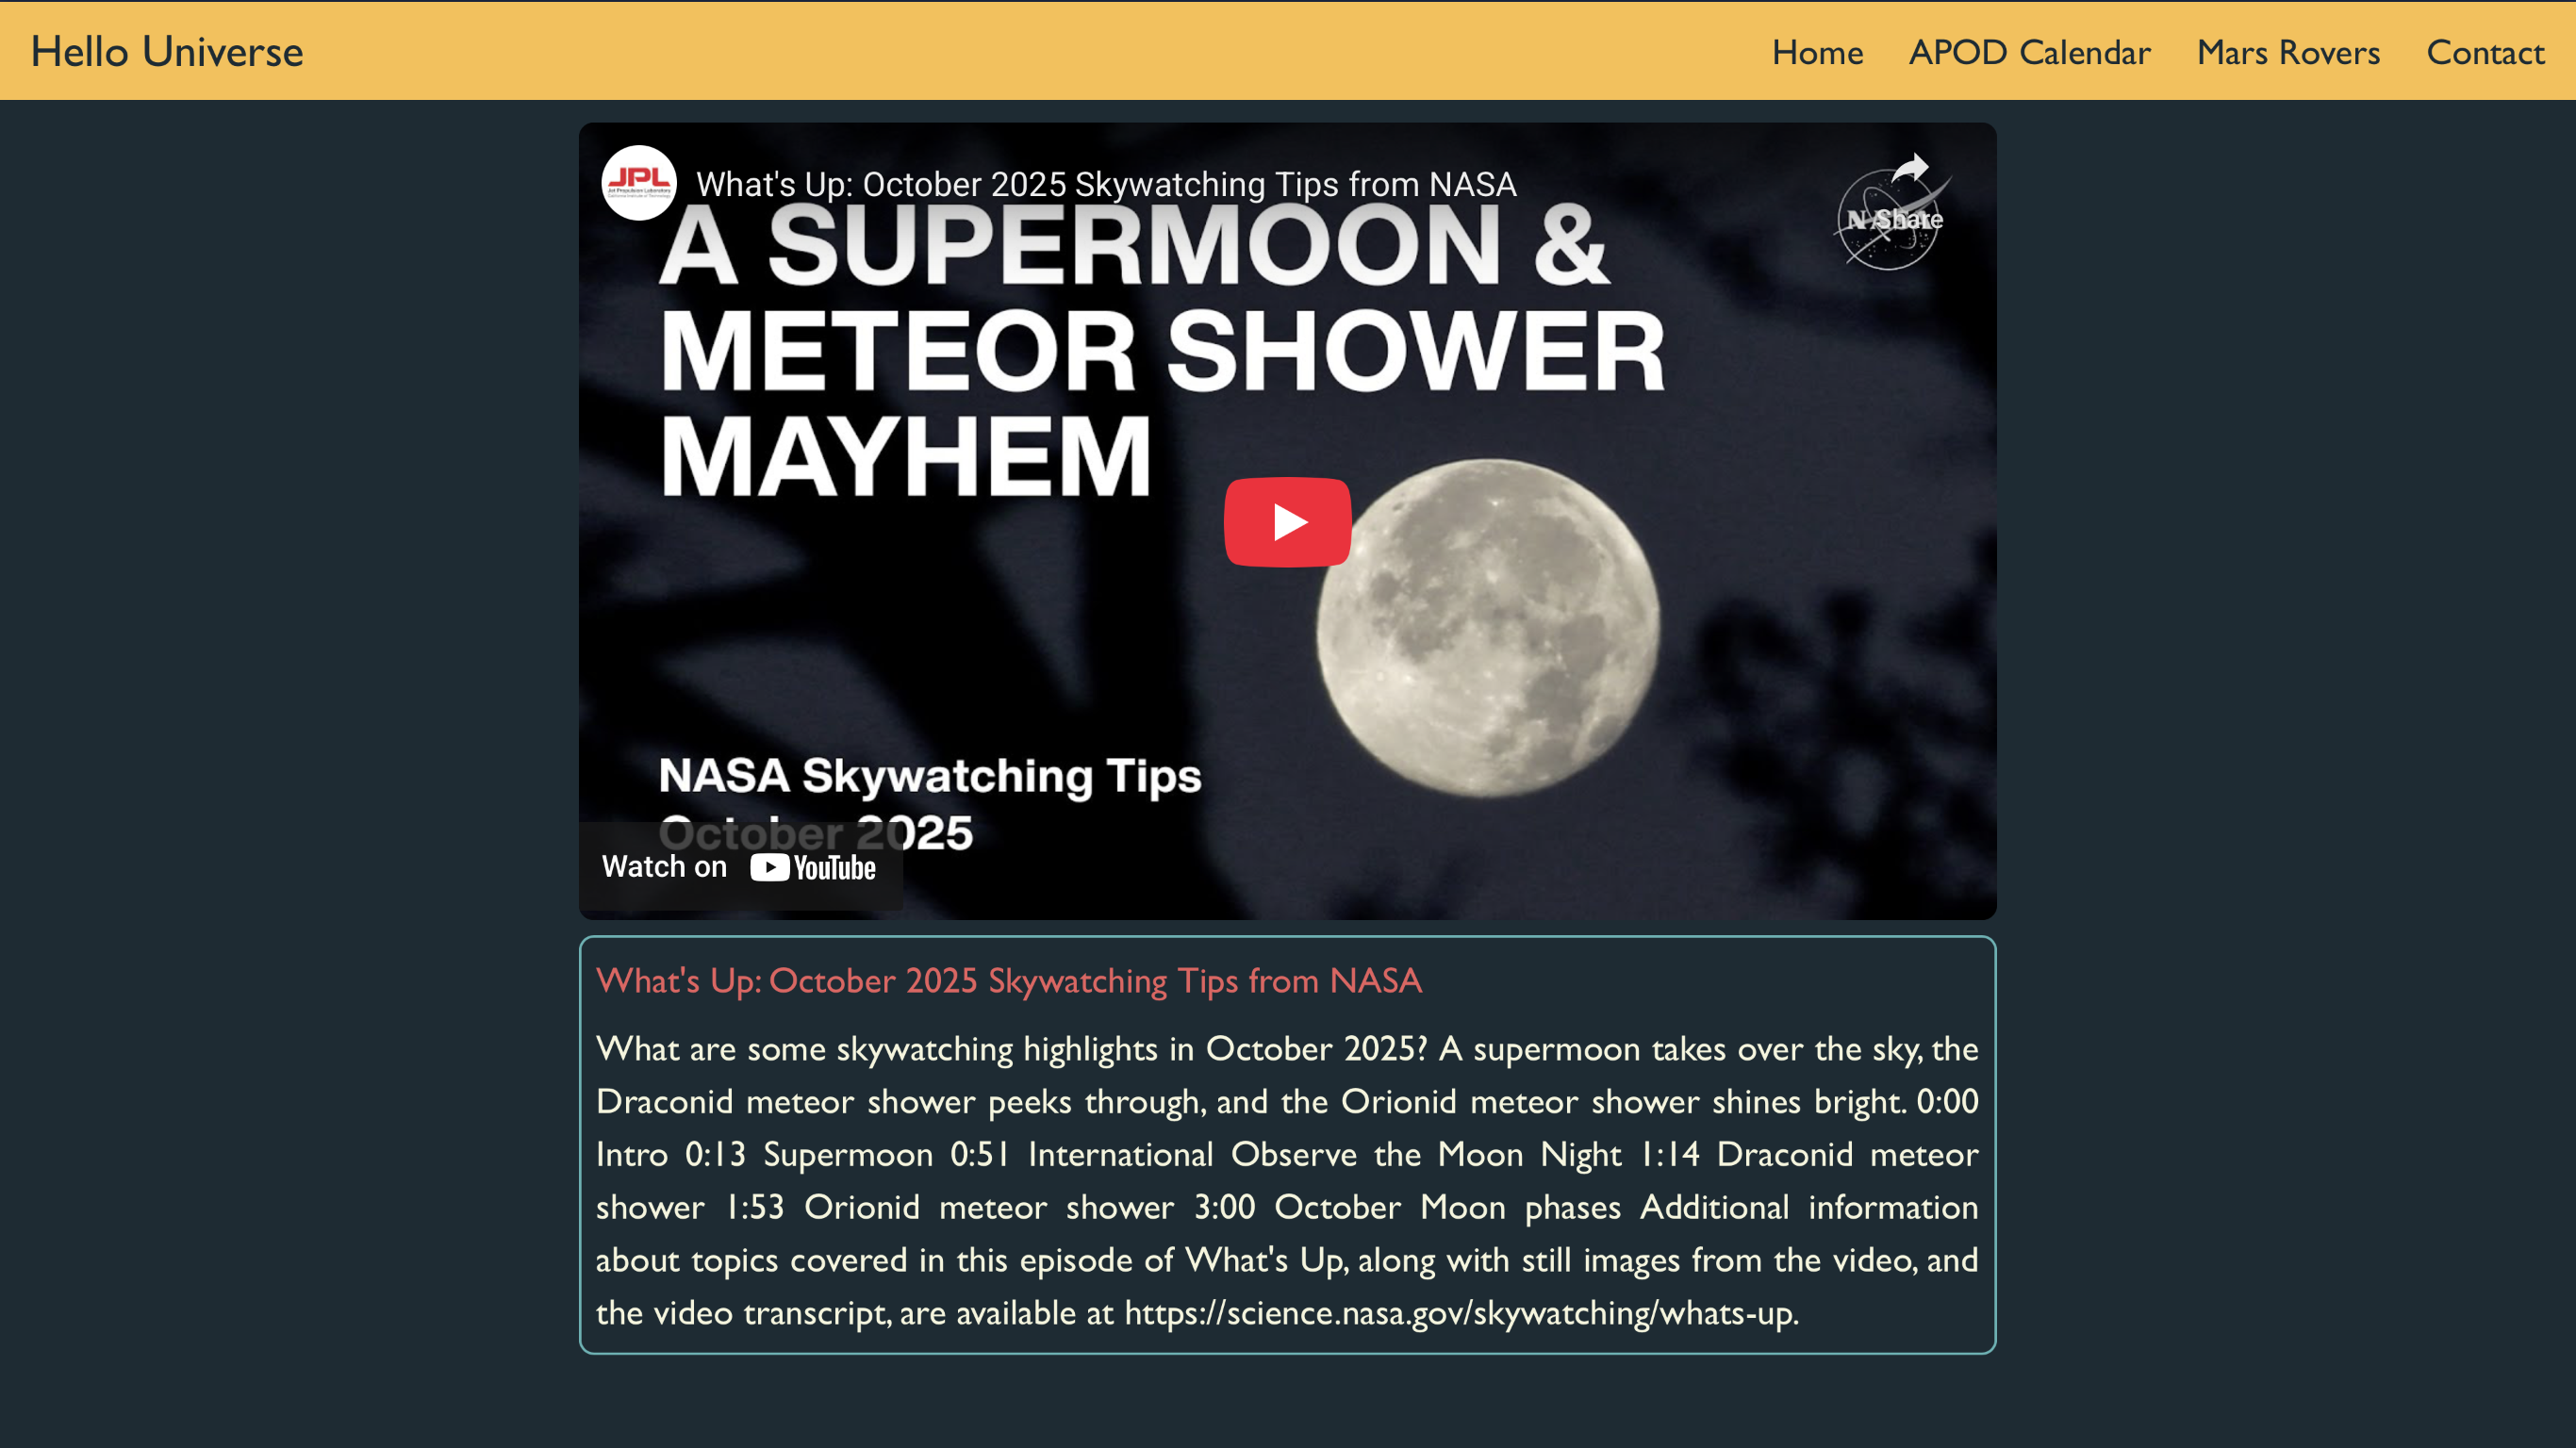 Hello Universe
Home APOD Calendar Mars Rovers Contact
JPL
What's Up: October 2025 Skywatching Tips from NASA
Share
A SUPERMOON &
METEOR SHOWER
MAYHEM
NASA Skywatching Tips
October 2025
Watch on YouTube
What's Up: October 2025 Skywatching Tips from NASA
What are some skywatching highlights in October 2025? A supermoon takes over the sky, the
Draconid meteor shower peeks through, and the Orionid meteor shower shines bright. 0:00
Intro 0:13 Supermoon 0:51 International Observe the Moon Night 1:14 Draconid meteor
shower 1:53 Orionid meteor shower 3:00 October Moon phases Additional information
about topics covered in this episode of What's Up, along with still images from the video, and
the video transcript, are available at https://science.nasa.gov/skywatching/whats-up.